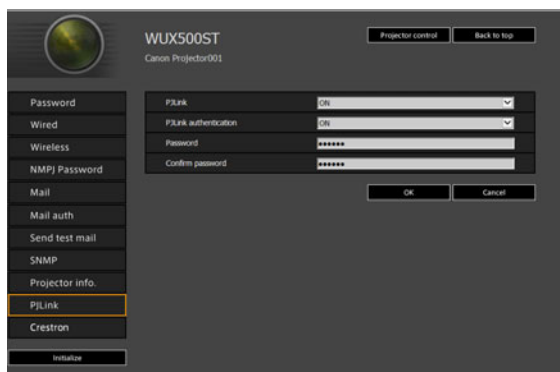 WUX500ST
Projector control
Back to top
Canon Projector001
Password
Wired
Wireless
NMPJ Password
Mail
Mail auth
Send test mail
SNMP
Projector info.
PJLink
Crestron
Initialize
PJLink
ON
PJLink authentication
ON
Password
••••••
Confirm password
••••••
OK
Cancel